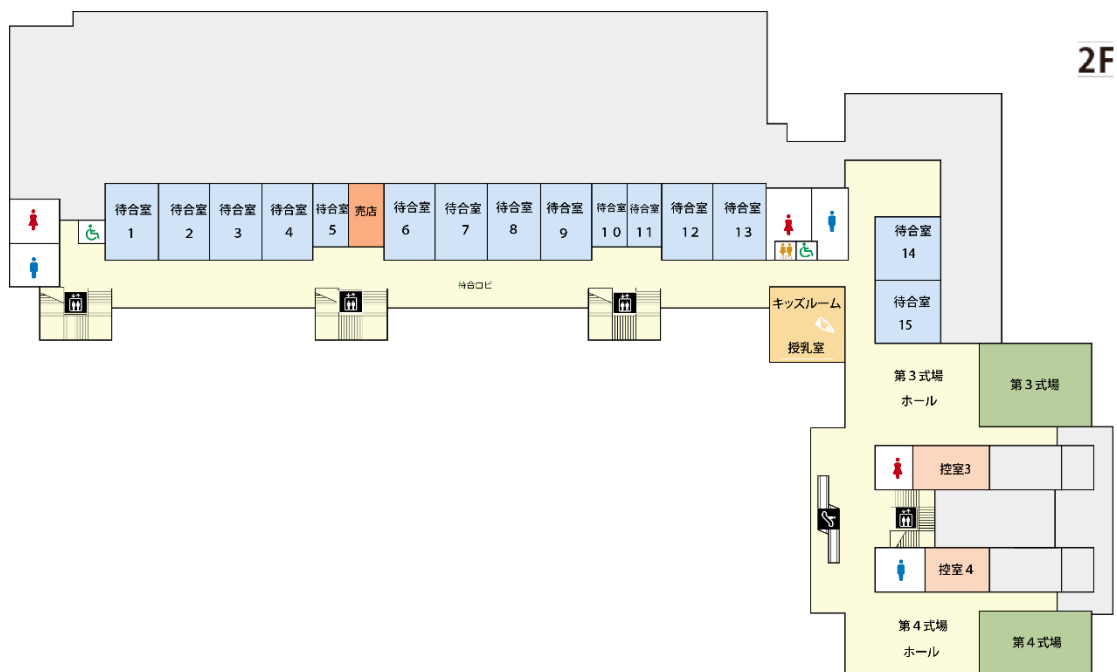 2F
待合室
1
待合室
2
待合室
3
待合室
4
待合室
5
売店
待合室
6
待合室
7
待合室
8
待合室
9
待合室
10
待合室
11
待合室
12
待合室
13
待合室
14
待合ロビ
キッズルーム
授乳室
待合室
15
第3式場
ホール
第3式場
控室3
控室4
第4式場
ホール
第4式場